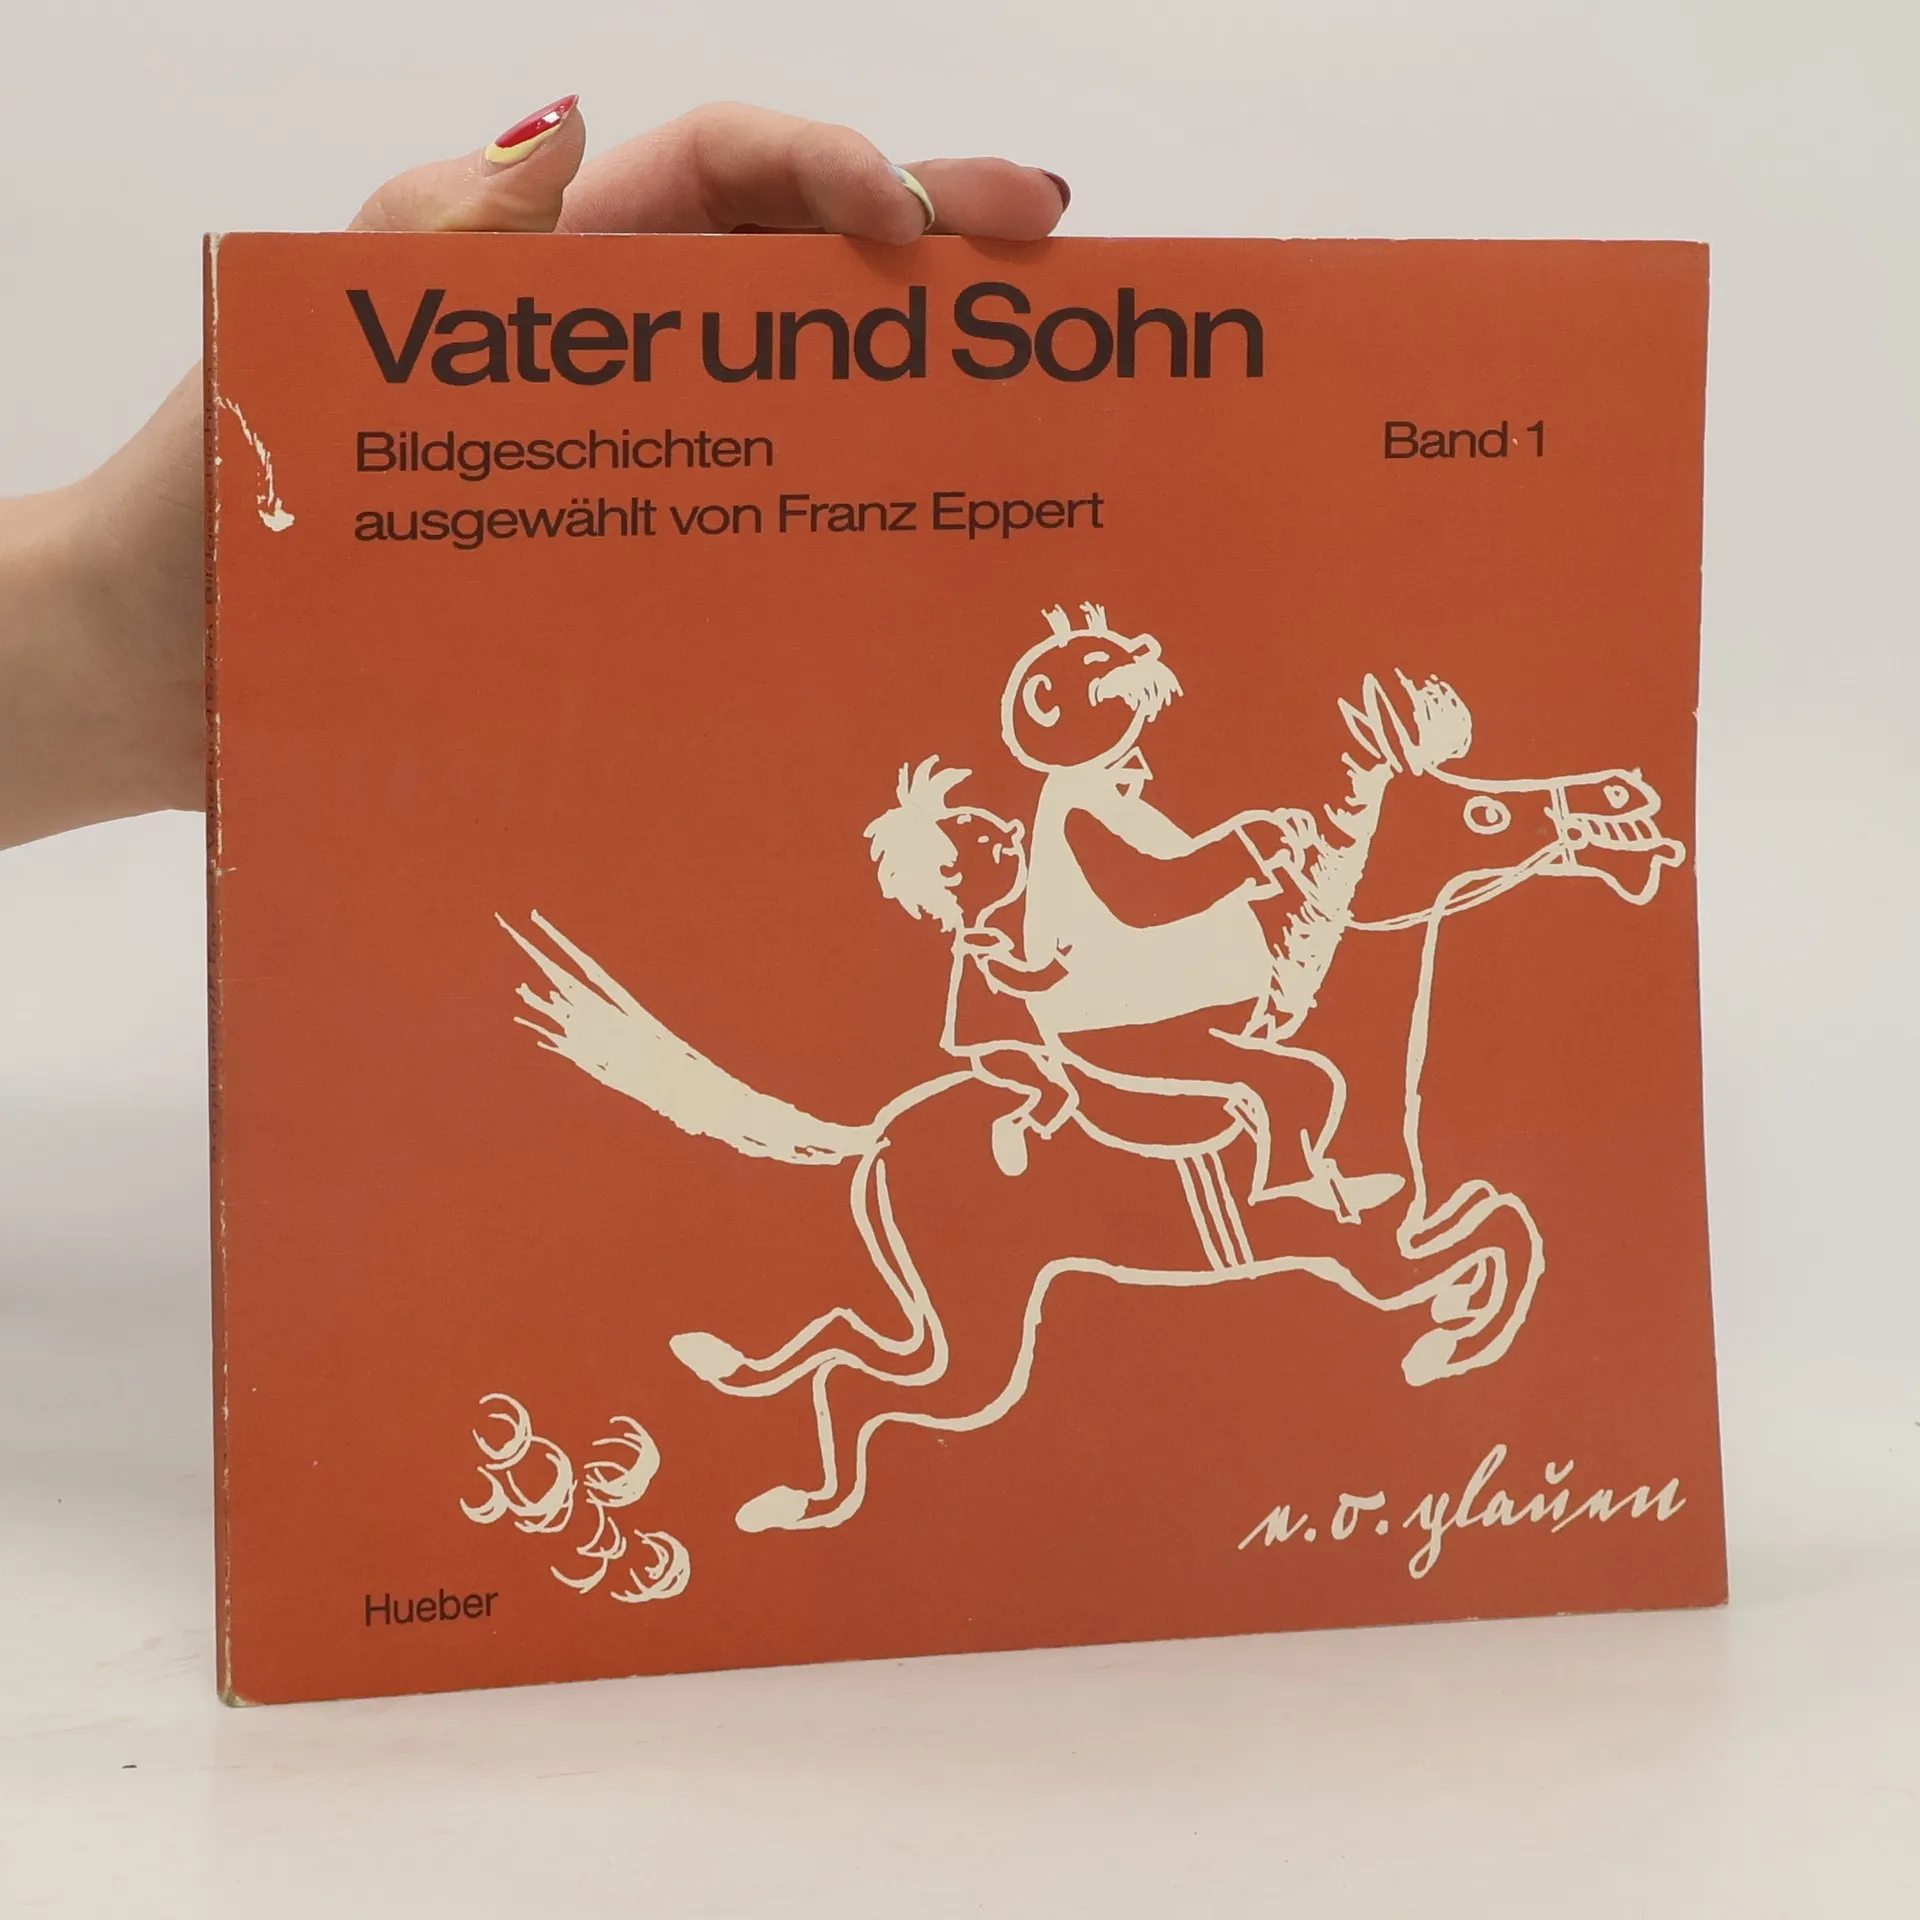 Vater und Sohn
Bildgeschichten
Band 1
ausgewählt von Franz Eppert
e. o. plauen
Hueber